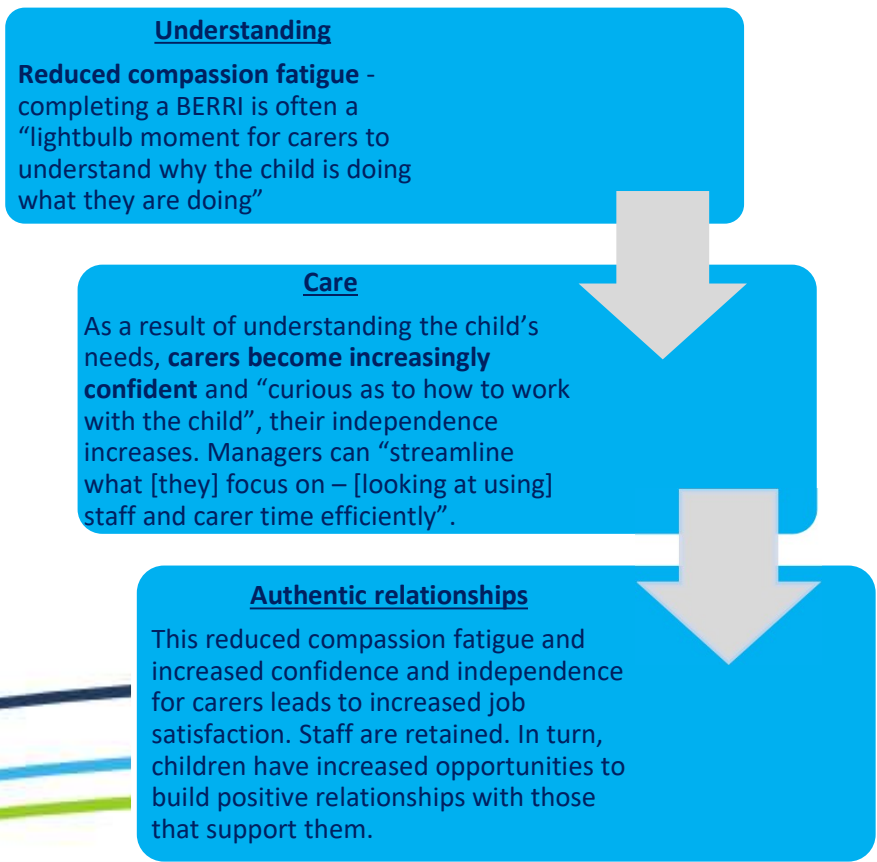 Understanding
Reduced compassion fatigue -
completing a BERRI is often a
“lightbulb moment for carers to
understand why the child is doing
what they are doing”
Care
As a result of understanding the child’s
needs, carers become increasingly
confident and “curious as to how to work
with the child”, their independence
increases. Managers can “streamline
what [they] focus on – [looking at using]
staff and carer time efficiently”.
Authentic relationships
This reduced compassion fatigue and
increased confidence and independence
for carers leads to increased job
satisfaction. Staff are retained. In turn,
children have increased opportunities to
build positive relationships with those
that support them.